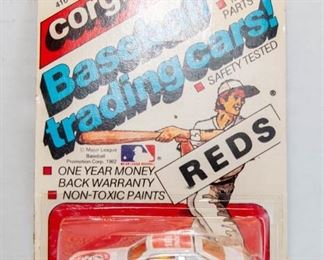 corgi
PARTS
Baseball
trading cars!
• SAFETY TESTED
© Major League
Baseball
Promotion Corp. 1982
REDS
• ONE YEAR MONEY
BACK WARRANTY
• NON-TOXIC PAINTS